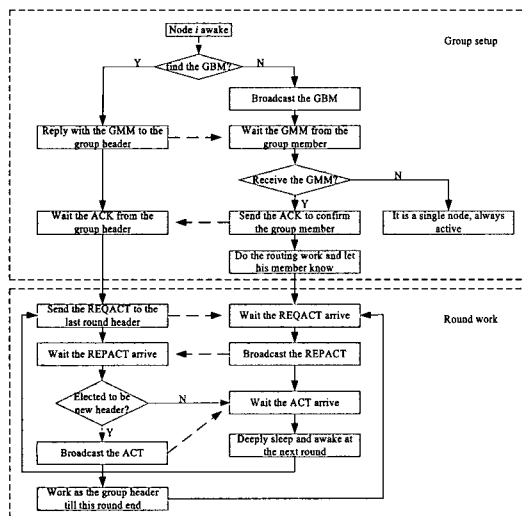 Node i awake
Group setup
Y
find the GBM?
N
Broadcast the GBM
Reply with the GMM to the
group header
Wait the GMM from the
group member
Receive the GMM?
N
Y
Wait the ACK from the
group header
Send the ACK to confirm
the group member
It is a single node, always
active
Do the routing work and let
his member know
Send the REQACT to the
last round header
Wait the REQACT arrive
Round work
Wait the REPACT arrive
Broadcast the REPACT
Elected to be
new header?
N
Wait the ACT arrive
Y
Broadcast the ACT
Deeply sleep and awake at
the next round
Work as the group header
till this round end